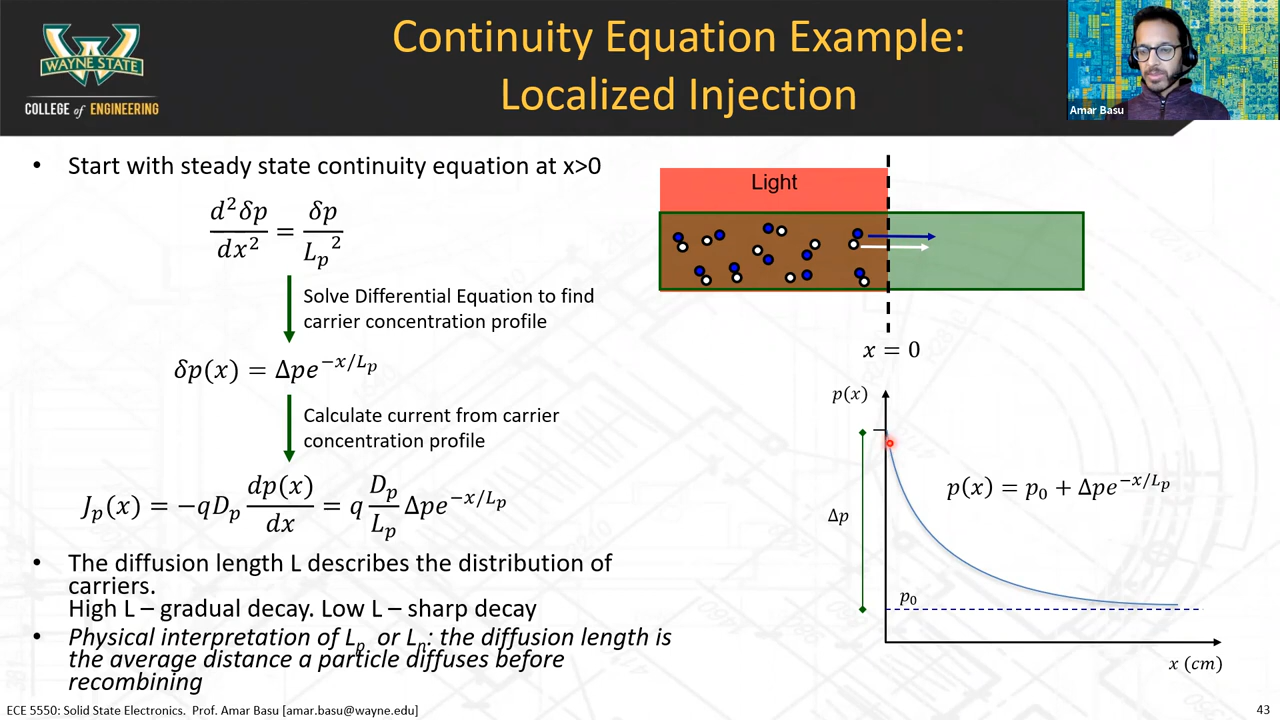 WAYNE STATE
COLLEGE of ENGINEERING
Continuity Equation Example:
Localized Injection
Amar Basu
• Start with steady state continuity equation at x>0
d²δp/dx² = δp/Lₚ²
Solve Differential Equation to find
carrier concentration profile
δp(x) = Δpe^(−x/Lₚ)
Calculate current from carrier
concentration profile
Jₚ(x) = −qDₚ dp(x)/dx = q Dₚ/Lₚ Δpe^(−x/Lₚ)
• The diffusion length L describes the distribution of
carriers.
High L – gradual decay. Low L – sharp decay
• Physical interpretation of Lₚ or Lₙ: the diffusion length is
the average distance a particle diffuses before
recombining
Light
x = 0
p(x)
p(x) = p₀ + Δpe^(−x/Lₚ)
Δp
p₀
x (cm)
ECE 5550: Solid State Electronics. Prof. Amar Basu [amar.basu@wayne.edu]
43